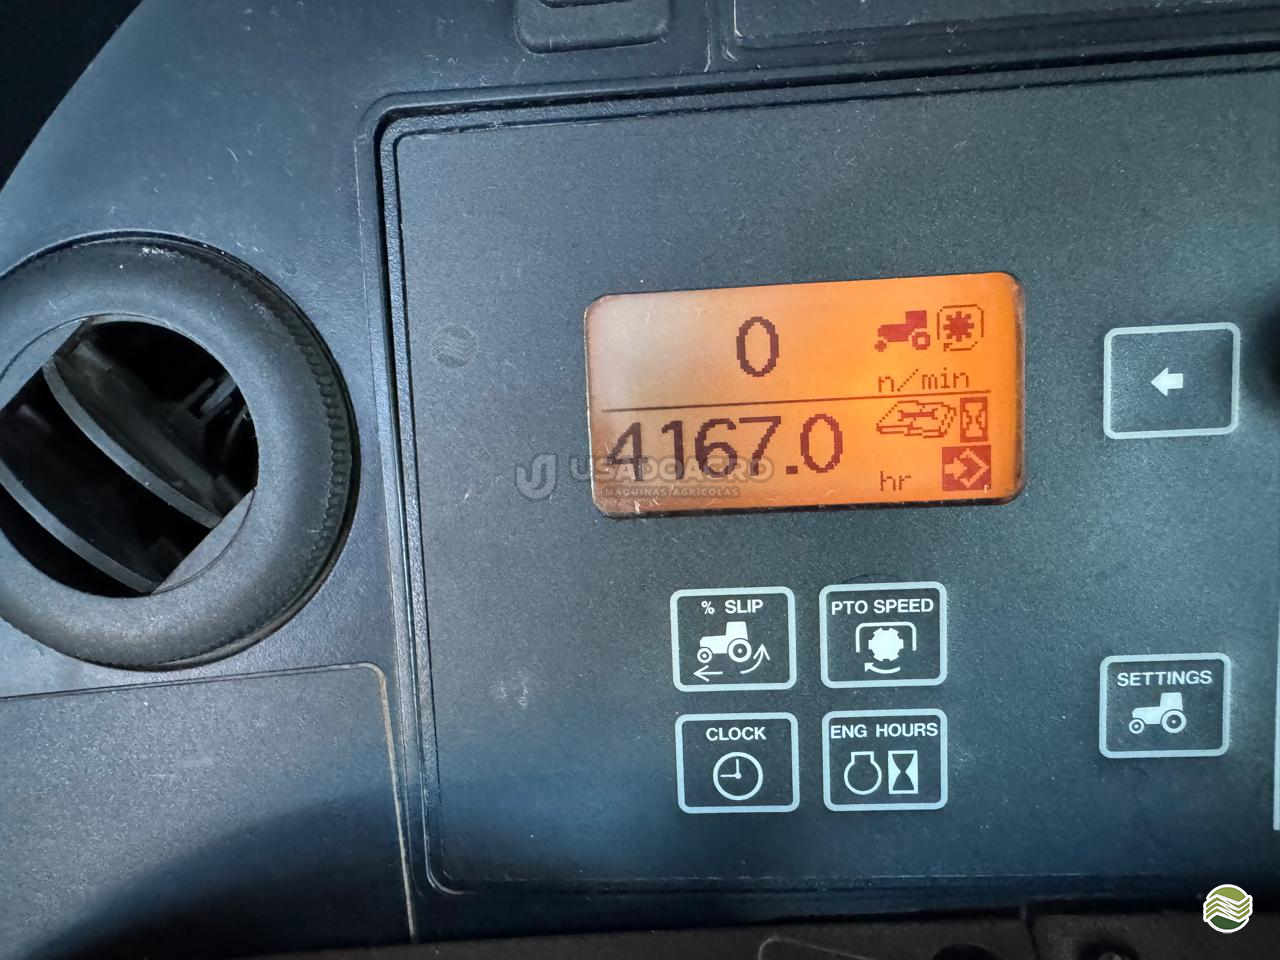 0
n/min
4167.0
hr
USADOAGRO
MÁQUINAS AGRÍCOLAS
% SLIP
PTO SPEED
SETTINGS
CLOCK
ENG HOURS